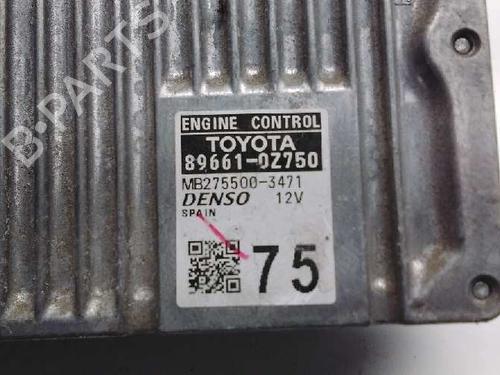 B-PARTS
ENGINE CONTROL
TOYOTA
89661-0Z750
MB275500-3471
DENSO 12V
SPAIN
75